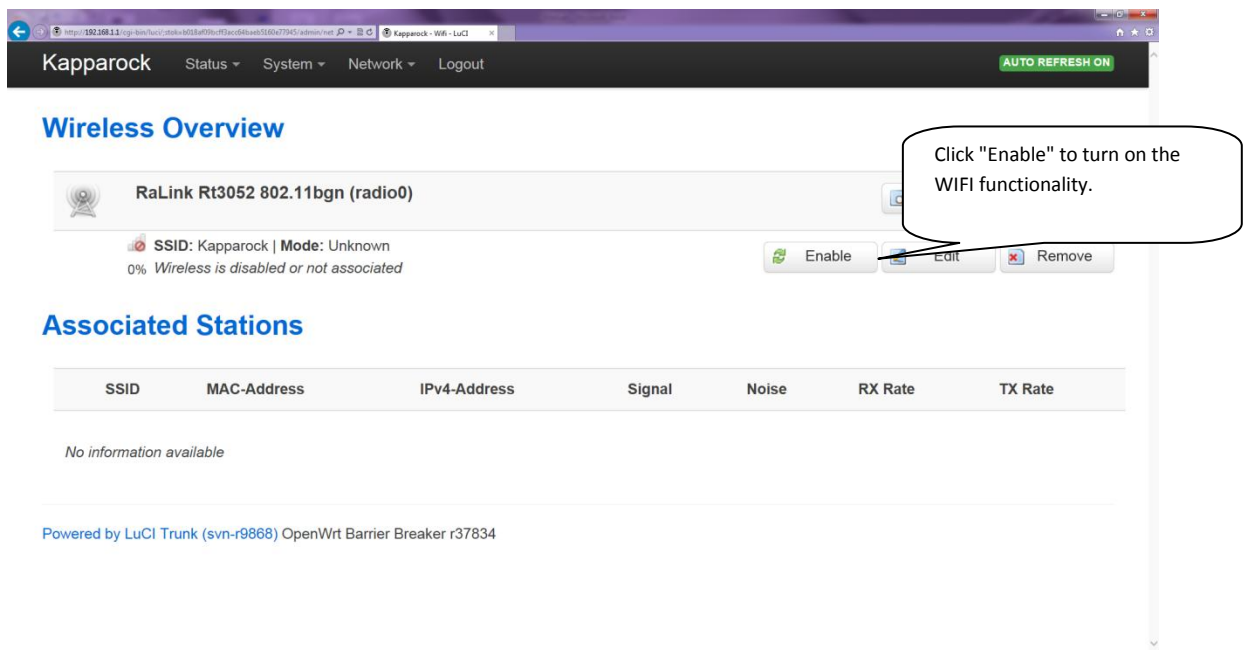 Kapparock - Wifi - LuCI
Kapparock Status System Network Logout AUTO REFRESH ON
Wireless Overview
Click "Enable" to turn on the
WIFI functionality.
RaLink Rt3052 802.11bgn (radio0)
SSID: Kapparock | Mode: Unknown
0% Wireless is disabled or not associated
Enable Edit Remove
Associated Stations
SSID MAC-Address IPv4-Address Signal Noise RX Rate TX Rate
No information available
Powered by LuCI Trunk (svn-r9868) OpenWrt Barrier Breaker r37834